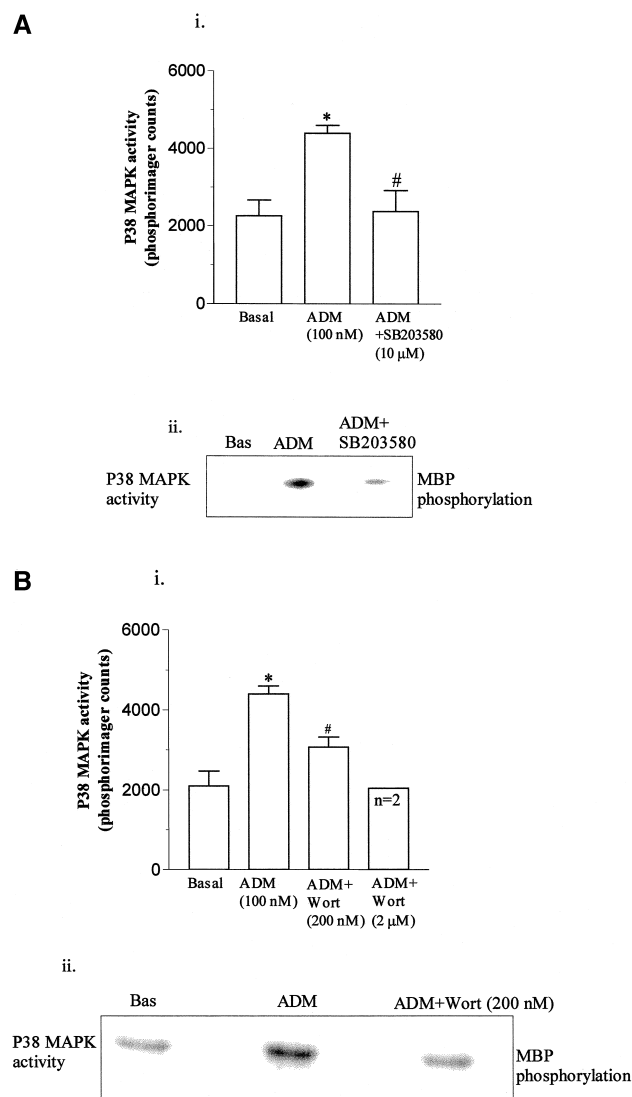 A
i.
6000
4000
2000
0
P38 MAPK activity
(phosphorimager counts)
*
#
Basal
ADM
(100 nM)
ADM
+SB203580
(10 µM)
ii.
Bas
ADM
ADM+
SB203580
P38 MAPK
activity
MBP
phosphorylation
B
i.
6000
4000
2000
0
P38 MAPK activity
(phosphorimager counts)
*
#
n=2
Basal
ADM
(100 nM)
ADM+
Wort
(200 nM)
ADM+
Wort
(2 µM)
ii.
Bas
ADM
ADM+Wort (200 nM)
P38 MAPK
activity
MBP
phosphorylation